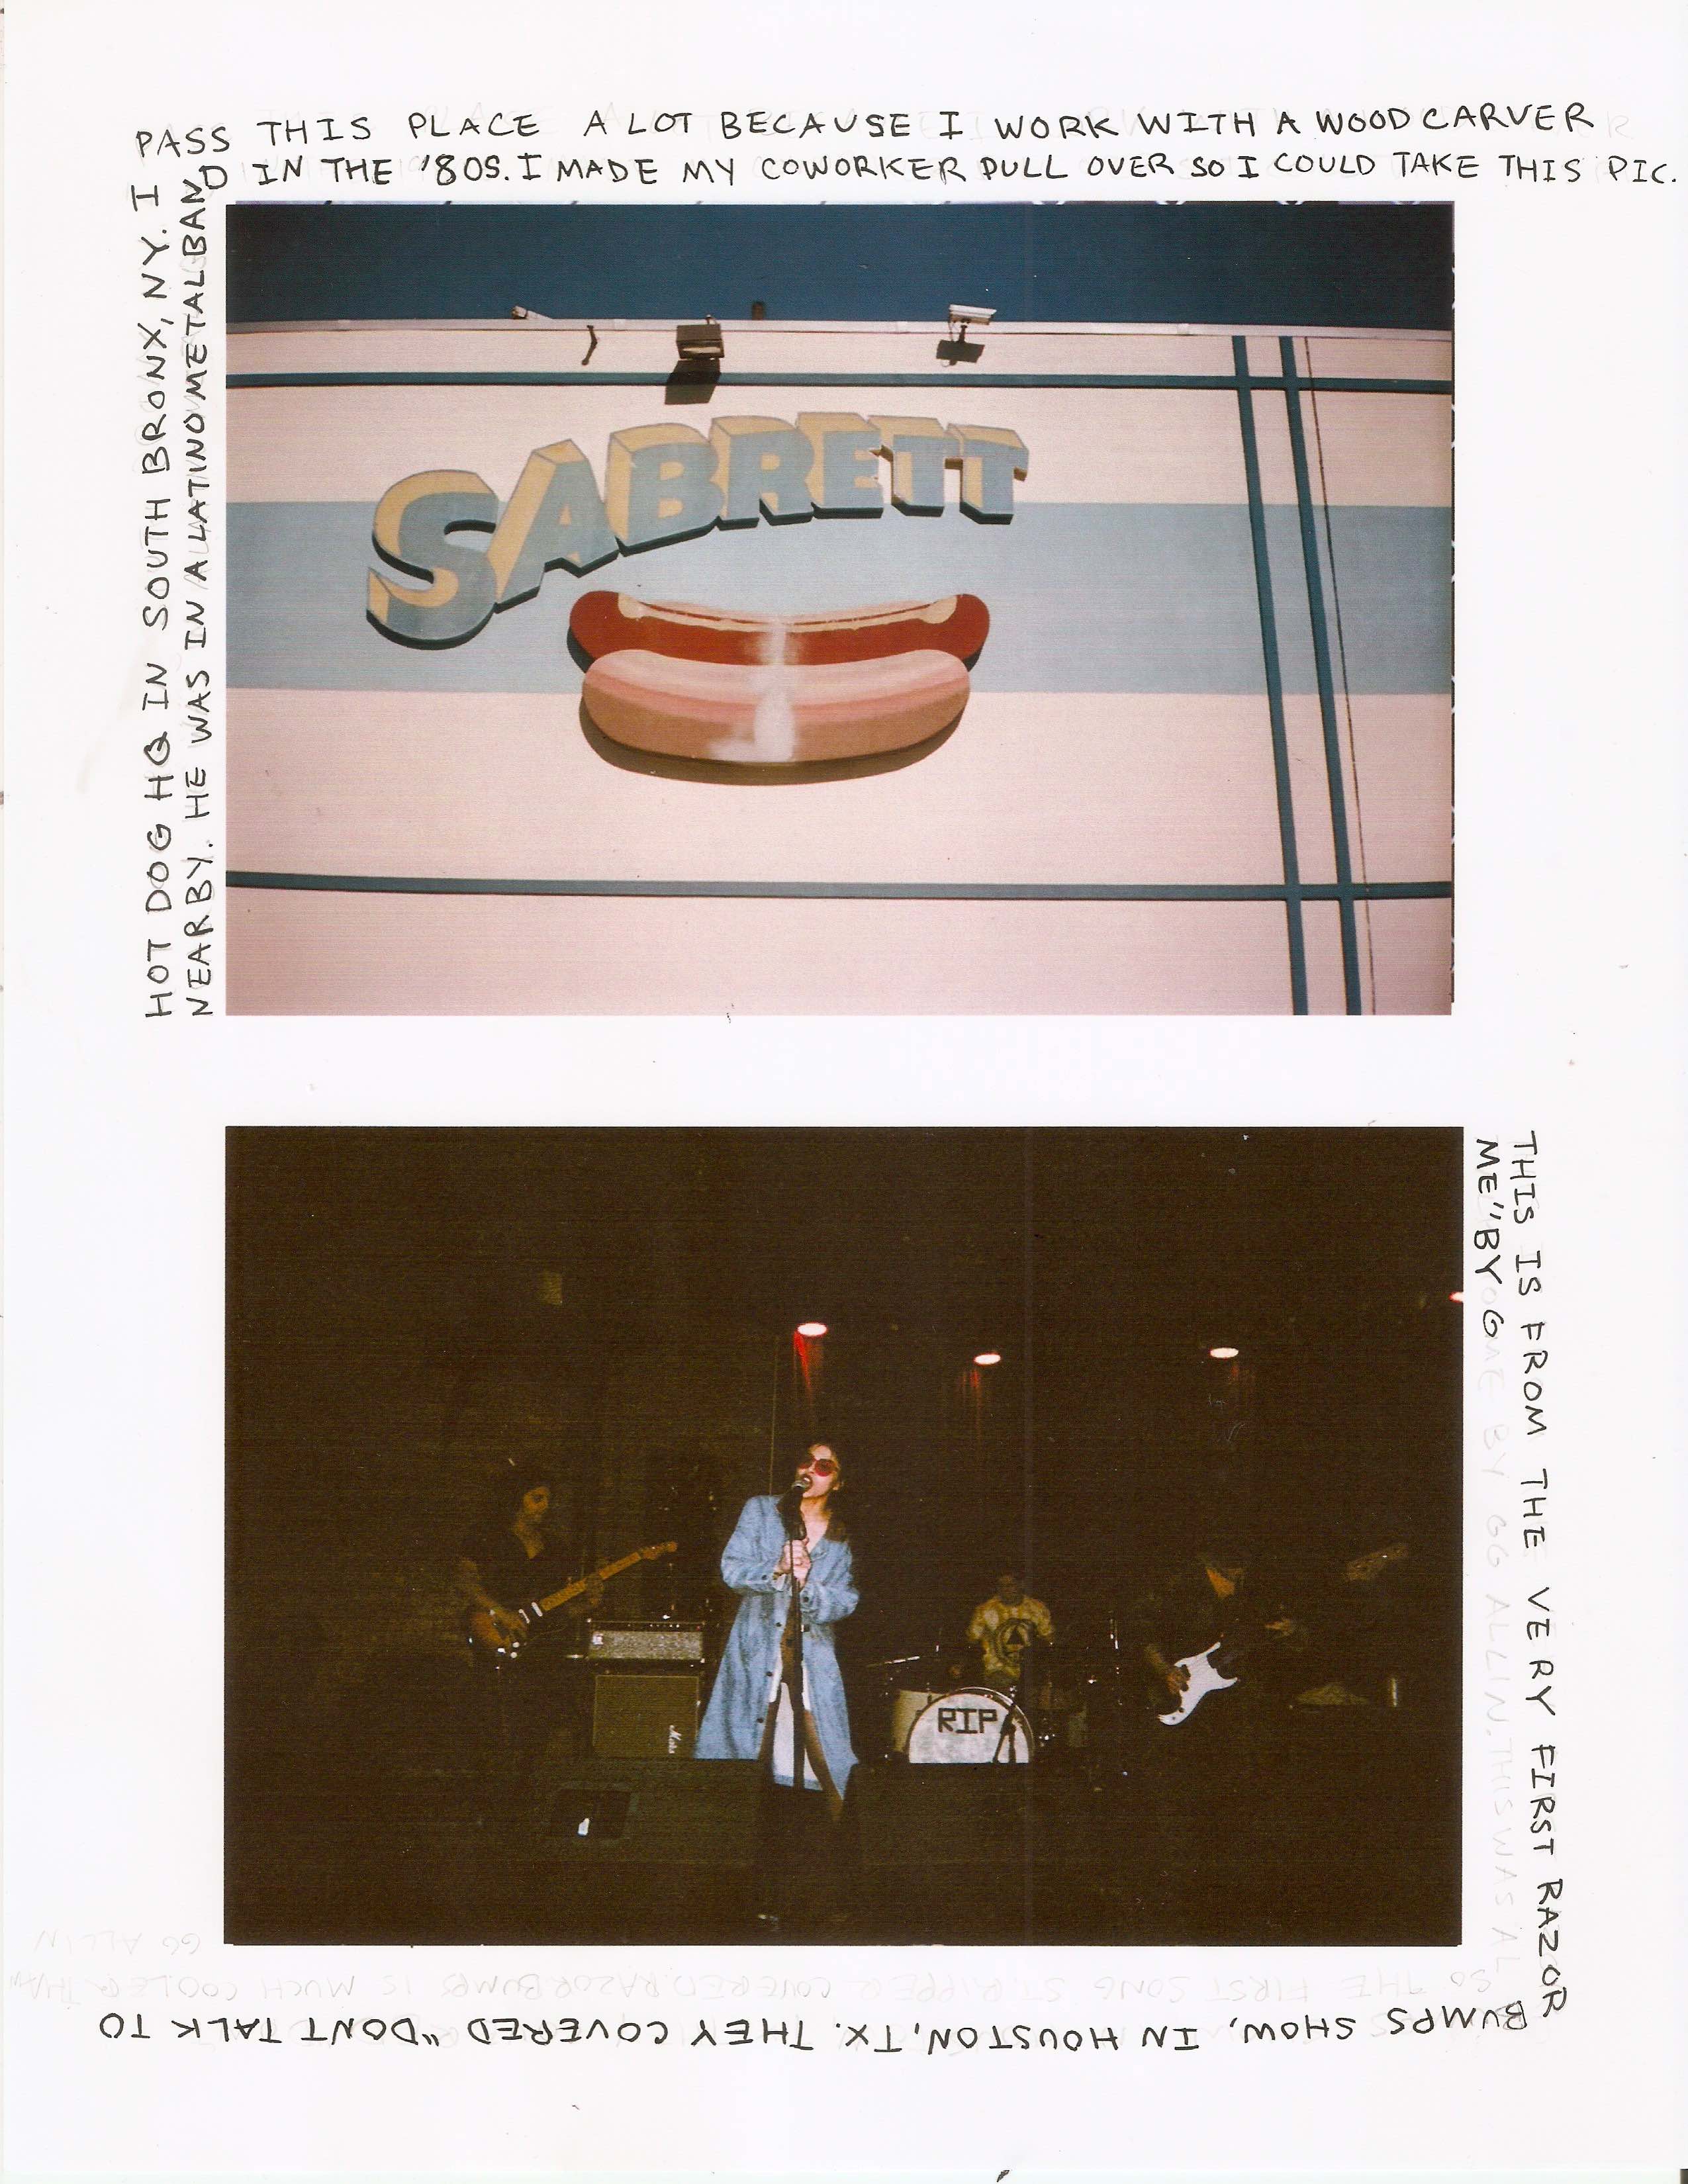 HOT DOG HQ IN SOUTH BRONX, NY. I
PASS THIS PLACE A LOT BECAUSE I WORK WITH A WOODCARVER
NEARBY. HE WAS IN A LATINO METAL BAND
IN THE '80S. I MADE MY COWORKER PULL OVER SO I COULD TAKE THIS PIC.
SABRETT
THIS IS FROM THE VERY FIRST RAZOR
BUMPS SHOW, IN HOUSTON, TX. THEY COVERED "DONT TALK TO
ME" BY G
RIP